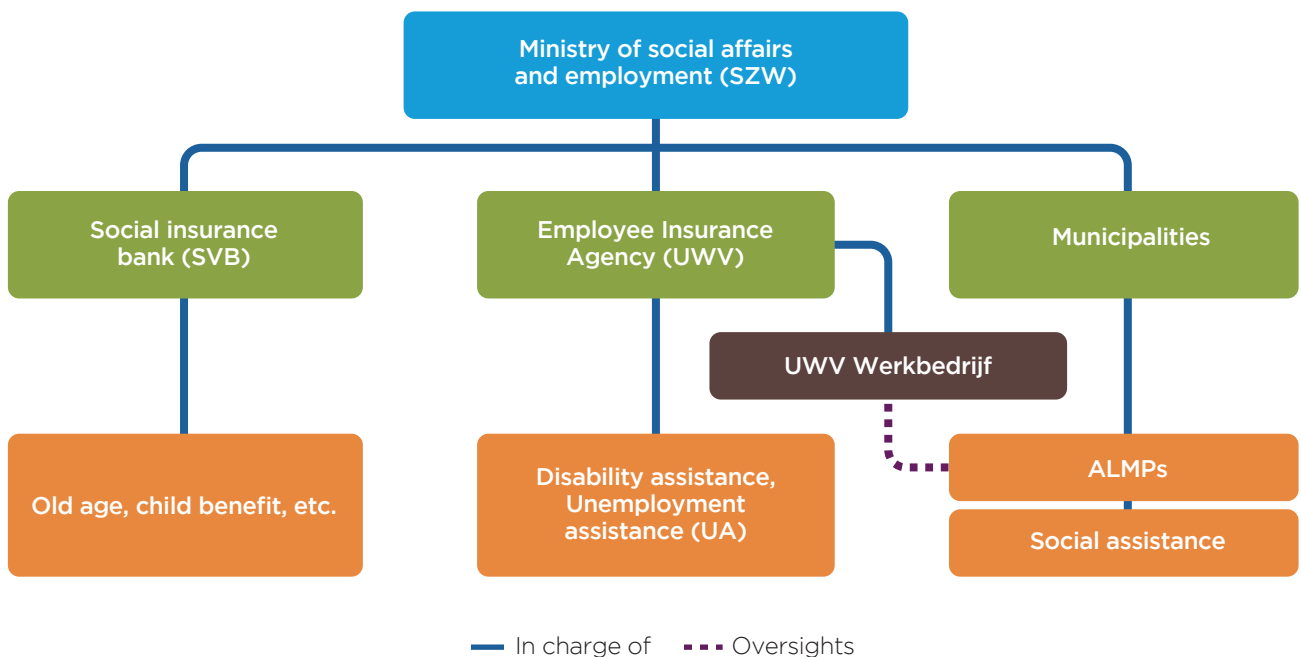 Ministry of social affairs
and employment (SZW)
Social insurance
bank (SVB)
Employee Insurance
Agency (UWV)
Municipalities
UWV Werkbedrijf
Old age, child benefit, etc.
Disability assistance,
Unemployment
assistance (UA)
ALMPs
Social assistance
In charge of
Oversights